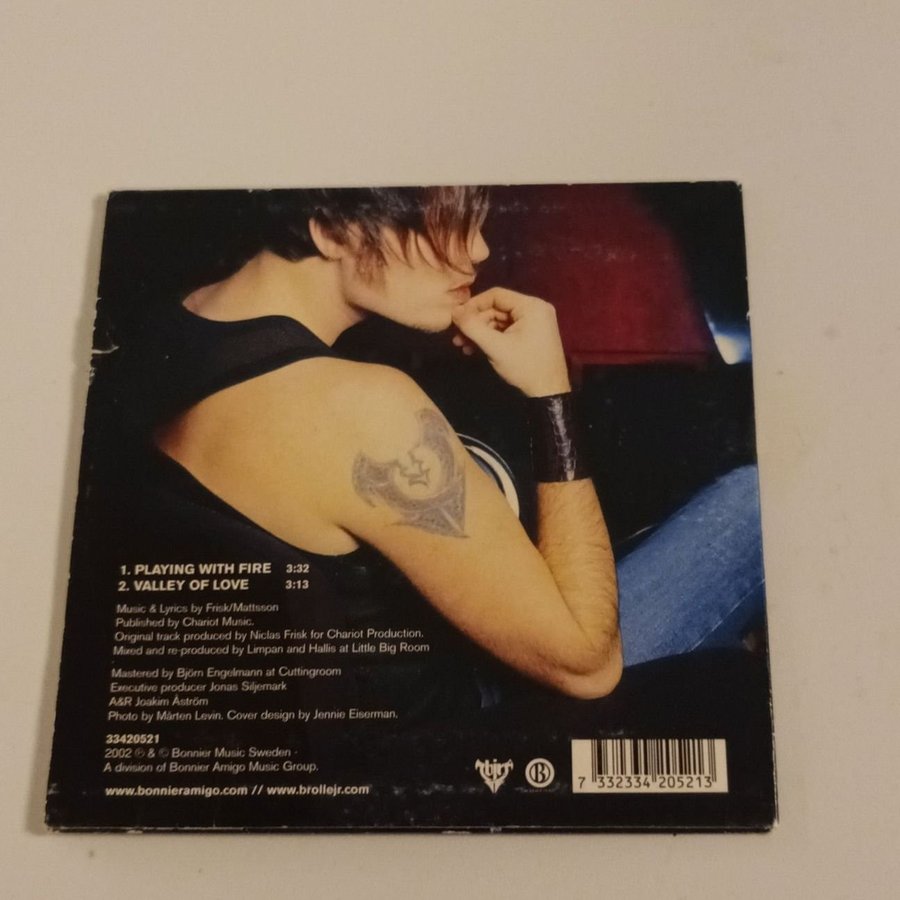 1. PLAYING WITH FIRE 3:32
2. VALLEY OF LOVE 3:13
Music & Lyrics by Frisk/Mattsson
Published by Chariot Music.
Original track produced by Niclas Frisk for Chariot Production.
Mixed and re-produced by Limpan and Hallis at Little Big Room
Mastered by Björn Engelmann at Cuttingroom
Executive producer Jonas Siljemark
A&R Joakim Åström
Photo by Mårten Levin. Cover design by Jennie Eiserman.
33420521
2002 ℗ & © Bonnier Music Sweden ·
A division of Bonnier Amigo Music Group.
www.bonnieramigo.com // www.brollejr.com
B
7 332334 205213